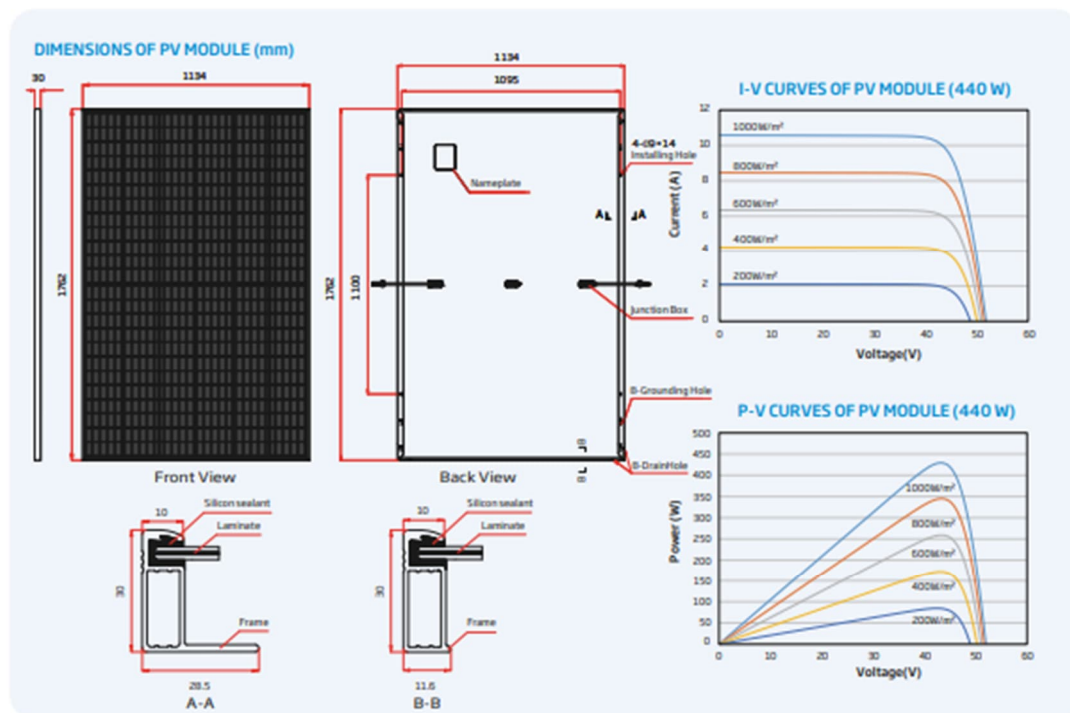 DIMENSIONS OF PV MODULE (mm)
30
1134
1762
Front View
1134
1095
1762
1100
Nameplate
Installing Hole
A
A
Junction Box
B-Grounding Hole
B-DrainHole
B
B
Back View
10
Silicon sealant
Laminate
30
Frame
28.5
A-A
10
Silicon sealant
Laminate
30
Frame
11.6
B-B
I-V CURVES OF PV MODULE (440 W)
Current (A)
12
10
8
6
4
2
0
1000W/m²
800W/m²
600W/m²
400W/m²
200W/m²
0 10 20 30 40 50 60
Voltage(V)
P-V CURVES OF PV MODULE (440 W)
Power (W)
500
450
400
350
300
250
200
150
100
50
0
1000W/m²
800W/m²
600W/m²
400W/m²
200W/m²
0 10 20 30 40 50 60
Voltage(V)